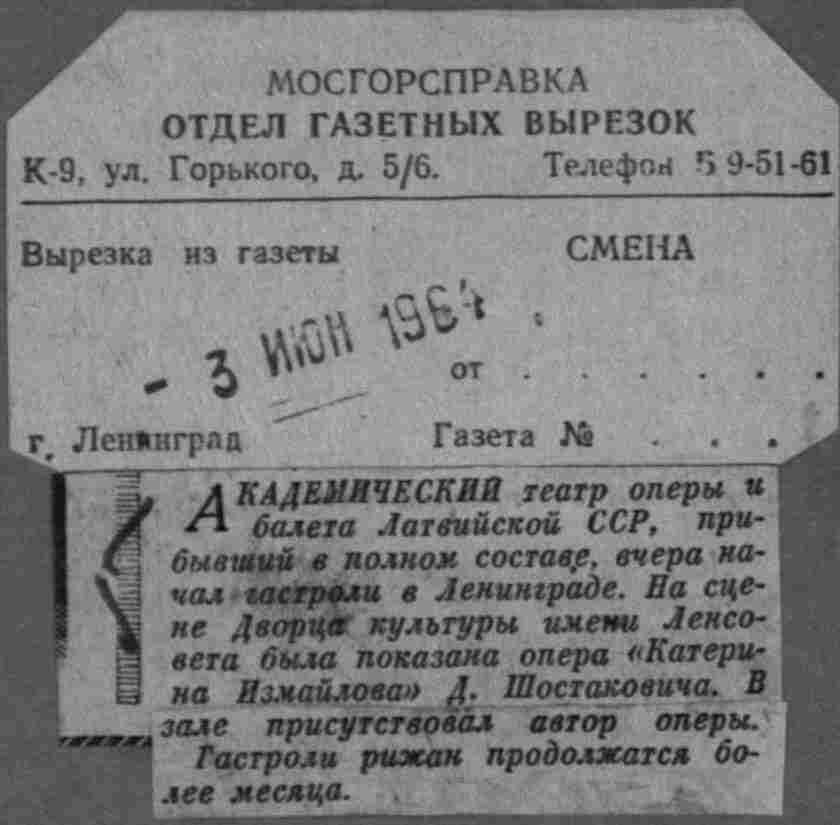 МОСГОРСПРАВКА
ОТДЕЛ ГАЗЕТНЫХ ВЫРЕЗОК
К-9, ул. Горького, д. 5/6. Телефон 5 9-51-61
Вырезка из газеты СМЕНА
- 3 ИЮН 1964 .
от . . . . . . .
г. Ленинград Газета № . . .
АКАДЕМИЧЕСКИЙ театр оперы и
балета Латвийской ССР, при-
бывший в полном составе, вчера на-
чал гастроли в Ленинграде. На сце-
не Дворца культуры имени Ленсо-
вета была показана опера «Катери-
на Измайлова» Д. Шостаковича. В
зале присутствовал автор оперы.
Гастроли рижан продолжатся бо-
лее месяца.